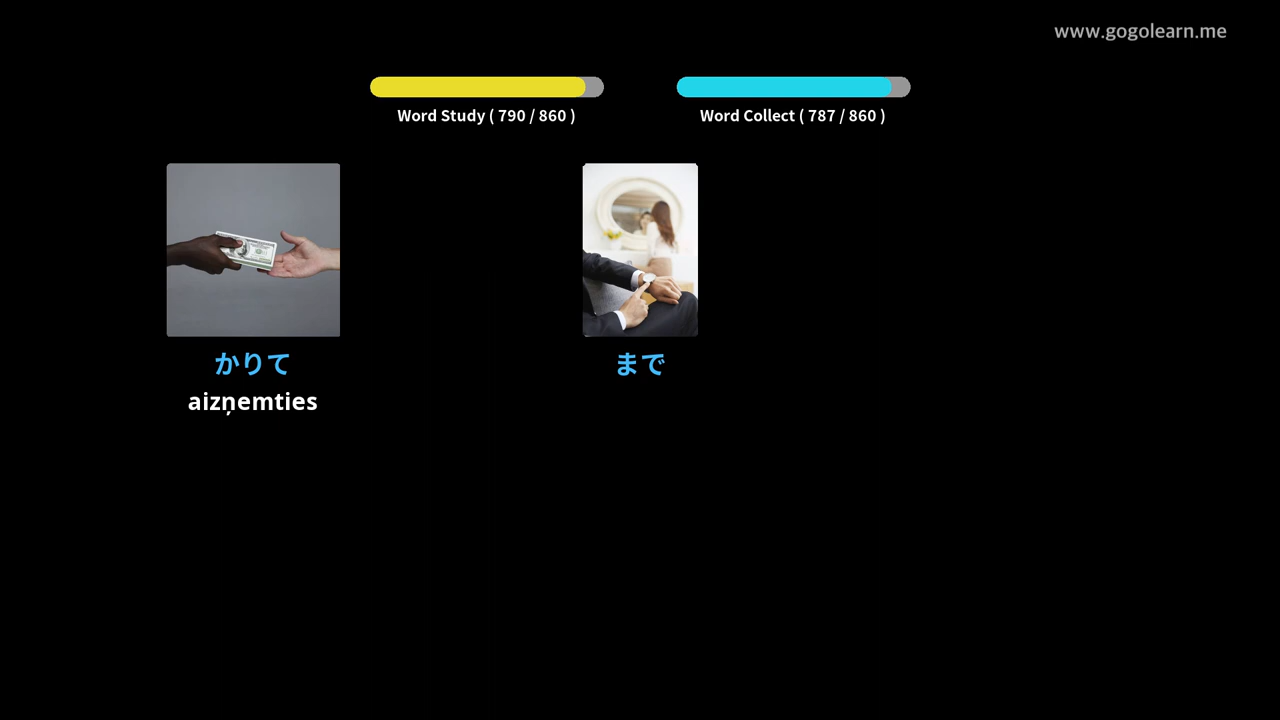 www.gogolearn.me
Word Study ( 790 / 860 )
Word Collect ( 787 / 860 )
かりて
まで
aizņemties